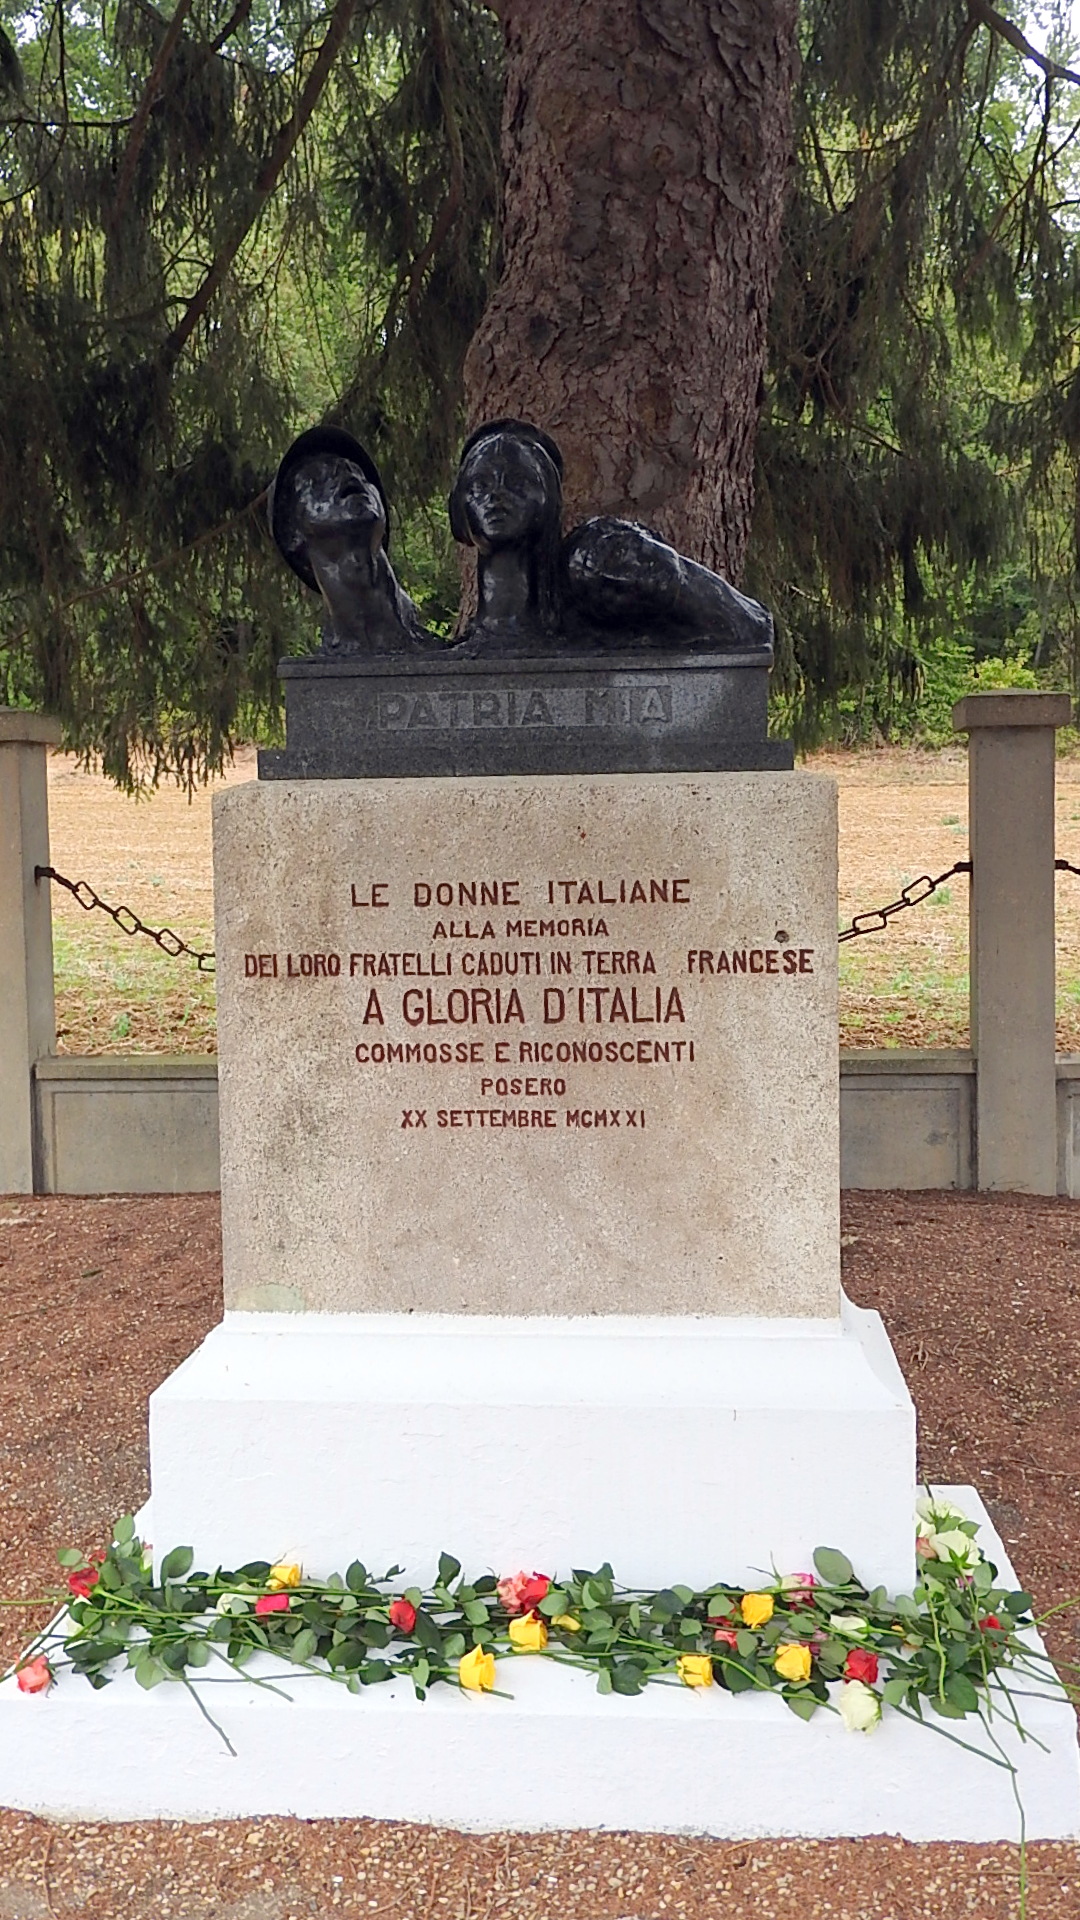 PATRIA MIA
LE DONNE ITALIANE
ALLA MEMORIA
DEI LORO FRATELLI CADUTI IN TERRA FRANCESE
A GLORIA D'ITALIA
COMMOSSE E RICONOSCENTI
POSERO
XX SETTEMBRE MCMXXI